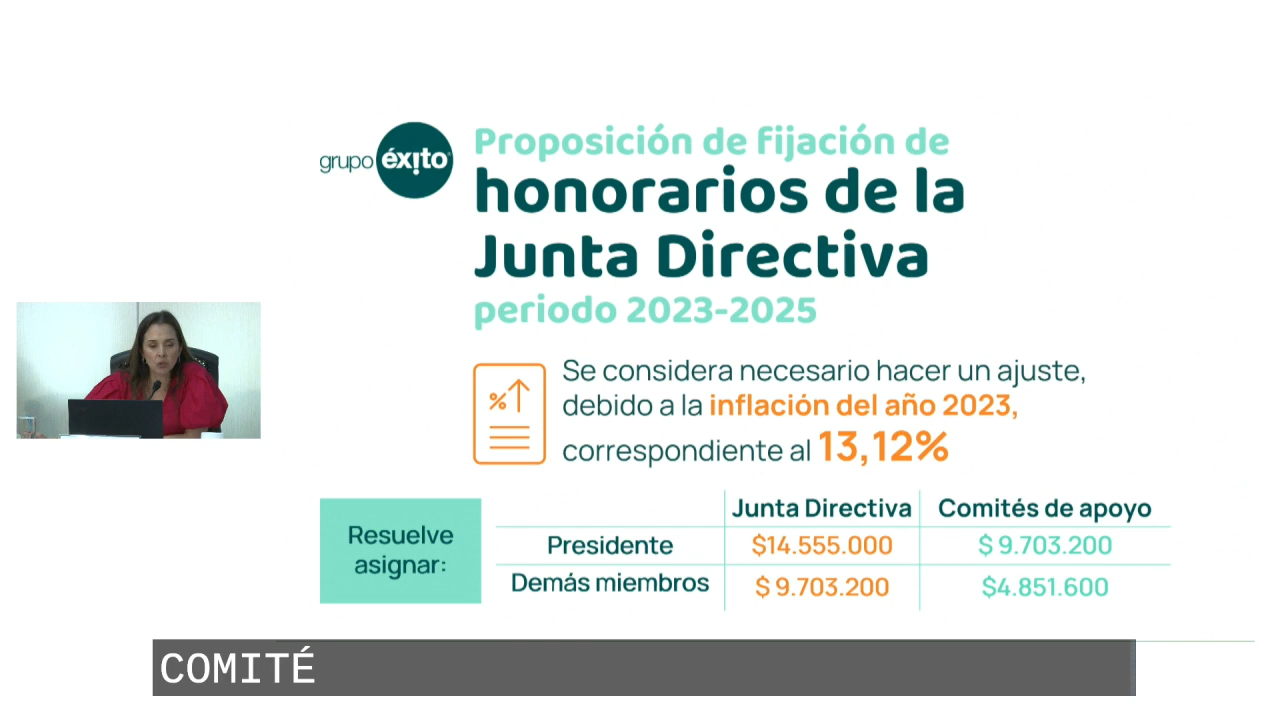 grupo éxito
Proposición de fijación de
honorarios de la
Junta Directiva
periodo 2023-2025
%
Se considera necesario hacer un ajuste,
debido a la inflación del año 2023,
correspondiente al 13,12%
Resuelve
asignar:
Junta Directiva Comités de apoyo
Presidente $14.555.000 $ 9.703.200
Demás miembros $ 9.703.200 $4.851.600
COMITÉ